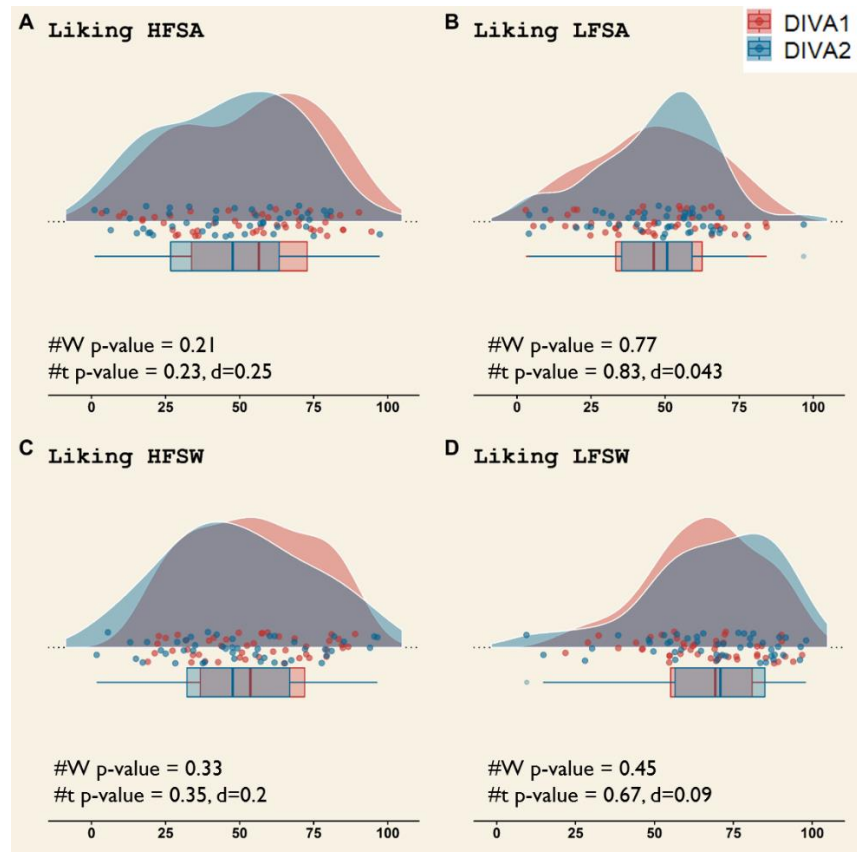 A Liking HFSA
B Liking LFSA
DIVA1
DIVA2
#W p-value = 0.21
#t p-value = 0.23, d=0.25
#W p-value = 0.77
#t p-value = 0.83, d=0.043
0 25 50 75 100
0 25 50 75 100
C Liking HFSW
D Liking LFSW
#W p-value = 0.33
#t p-value = 0.35, d=0.2
#W p-value = 0.45
#t p-value = 0.67, d=0.09
0 25 50 75 100
0 25 50 75 100